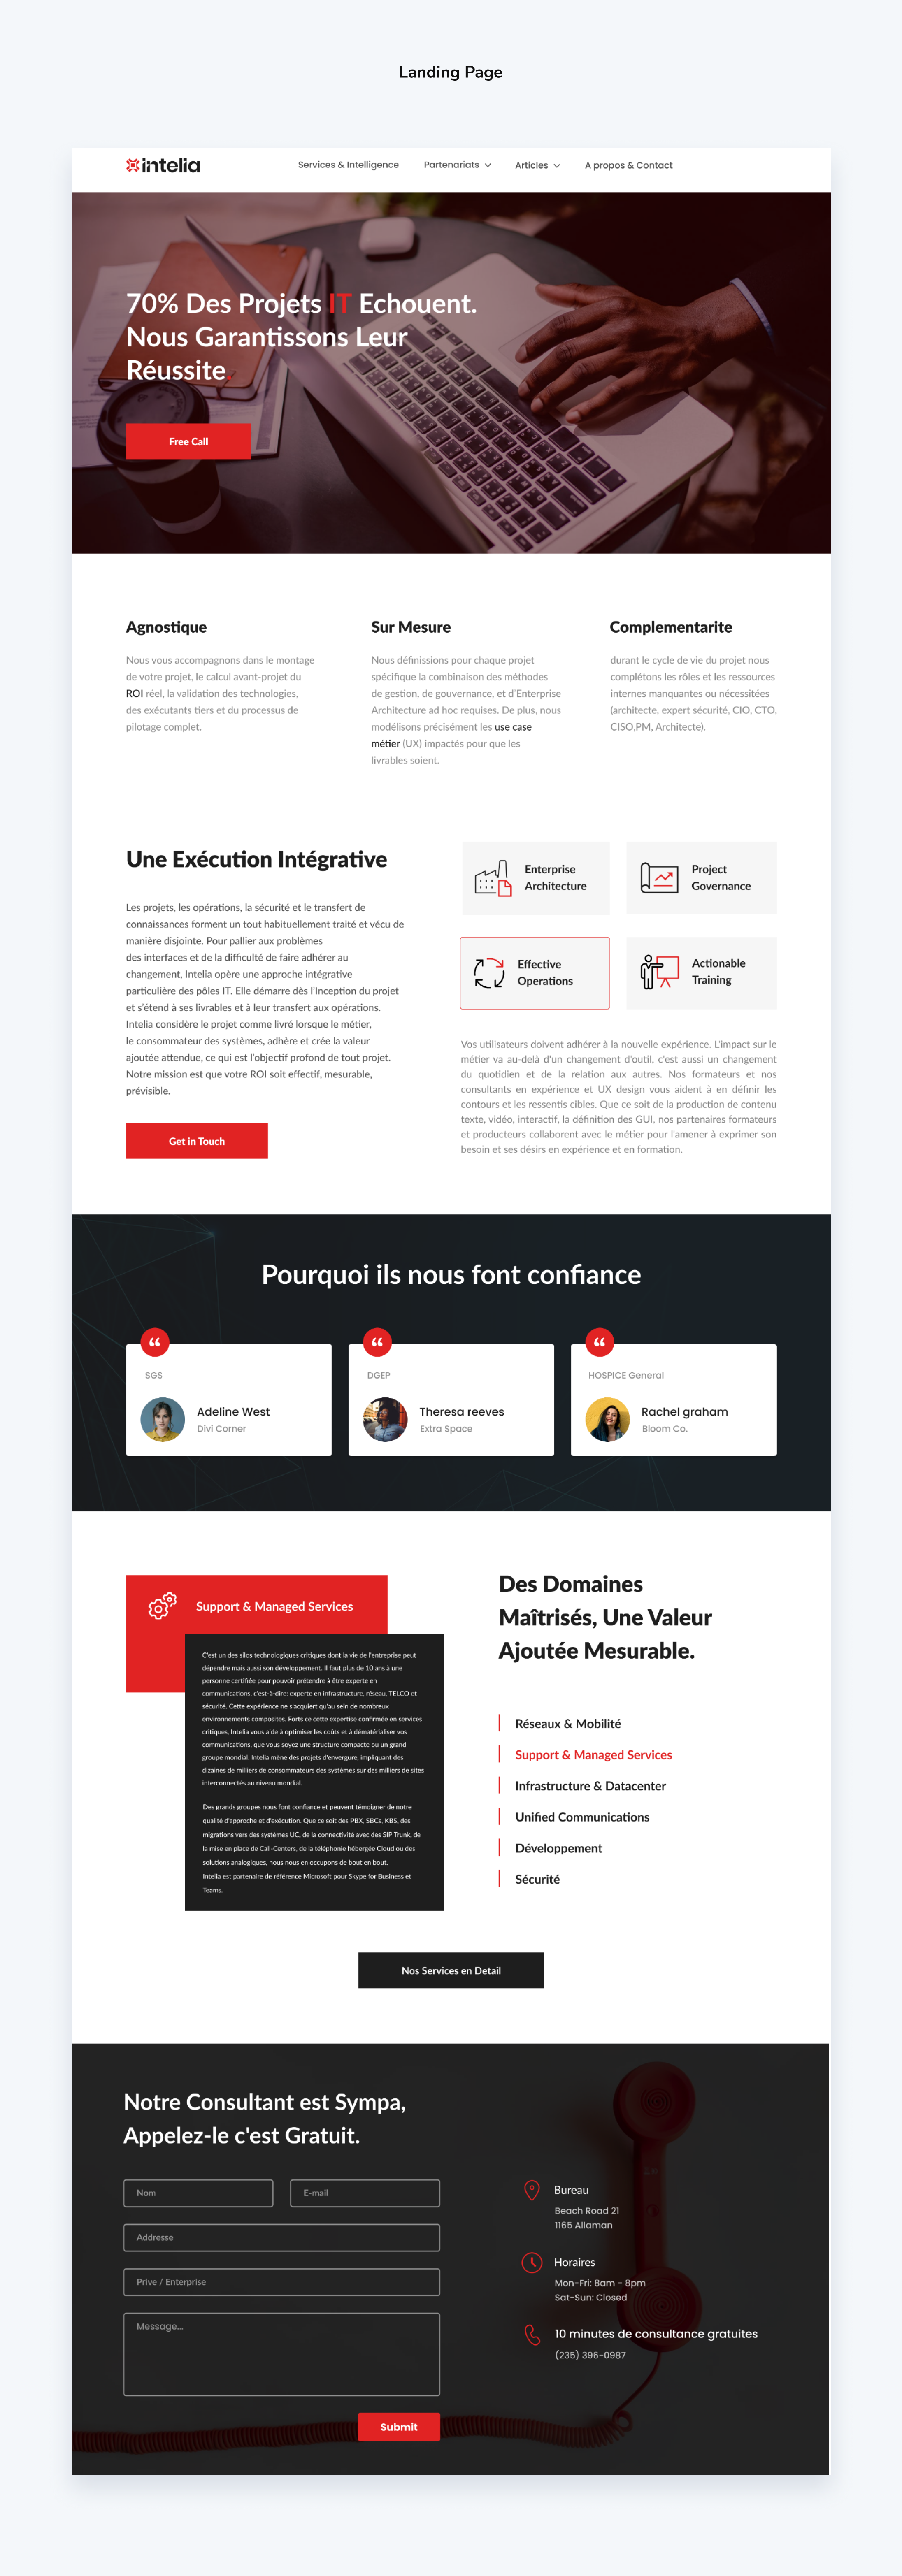 Landing Page
intelia
Services & Intelligence
Partenariats
Articles
A propos & Contact
70% Des Projets IT Echouent.
Nous Garantissons Leur
Réussite.
Free Call
Agnostique
Nous vous accompagnons dans le montage
de votre projet, le calcul avant-projet du
ROI réel, la validation des technologies,
des exécutants tiers et du processus de
pilotage complet.
Sur Mesure
Nous définissions pour chaque projet
spécifique la combinaison des méthodes
de gestion, de gouvernance, et d'Enterprise
Architecture ad hoc requises. De plus, nous
modélisons précisément les use case
métier (UX) impactés pour que les
livrables soient.
Complementarite
durant le cycle de vie du projet nous
complétons les rôles et les ressources
internes manquantes ou nécessitées
(architecte, expert sécurité, CIO, CTO,
CISO,PM, Architecte).
Une Exécution Intégrative
Les projets, les opérations, la sécurité et le transfert de
connaissances forment un tout habituellement traité et vécu de
manière disjointe. Pour pallier aux problèmes
des interfaces et de la difficulté de faire adhérer au
changement, Intelia opère une approche intégrative
particulière des pôles IT. Elle démarre dès l'Inception du projet
et s'étend à ses livrables et à leur transfert aux opérations.
Intelia considère le projet comme livré lorsque le métier,
le consommateur des systèmes, adhère et crée la valeur
ajoutée attendue, ce qui est l'objectif profond de tout projet.
Notre mission est que votre ROI soit effectif, mesurable,
prévisible.
Get in Touch
Enterprise
Architecture
Project
Governance
Effective
Operations
Actionable
Training
Vos utilisateurs doivent adhérer à la nouvelle expérience. L'impact sur le
métier va au-delà d'un changement d'outil, c'est aussi un changement
du quotidien et de la relation aux autres. Nos formateurs et nos
consultants en expérience et UX design vous aident à en définir les
contours et les ressentis cibles. Que ce soit de la production de contenu
texte, vidéo, interactif, la définition des GUI, nos partenaires formateurs
et producteurs collaborent avec le métier pour l'amener à exprimer son
besoin et ses désirs en expérience et en formation.
Pourquoi ils nous font confiance
“
SGS
Adeline West
Divi Corner
“
DGEP
Theresa reeves
Extra Space
“
HOSPICE General
Rachel graham
Bloom Co.
Support & Managed Services
C'est un des silos technologiques critiques dont la vie de l'entreprise peut
dépendre mais aussi son développement. Il faut plus de 10 ans à une
personne certifiée pour pouvoir prétendre à être experte en
communications, c'est-à-dire: experte en infrastructure, réseau, TELCO et
sécurité. Cette expérience ne s'acquiert qu'au sein de nombreux
environnements composites. Forts ce cette expertise confirmée en services
critiques, Intelia vous aide à optimiser les coûts et à dématérialiser vos
communications, que vous soyez une structure compacte ou un grand
groupe mondial. Intelia mène des projets d'envergure, impliquant des
dizaines de milliers de consommateurs des systèmes sur des milliers de sites
interconnectés au niveau mondial.
Des grands groupes nous font confiance et peuvent témoigner de notre
qualité d'approche et d'exécution. Que ce soit des PBX, SBCs, KBS, des
migrations vers des systèmes UC, de la connectivité avec des SIP Trunk, de
la mise en place de Call-Centers, de la téléphonie hébergée Cloud ou des
solutions analogiques, nous nous en occupons de bout en bout.
Intelia est partenaire de référence Microsoft pour Skype for Business et
Teams.
Des Domaines
Maîtrisés, Une Valeur
Ajoutée Mesurable.
Réseaux & Mobilité
Support & Managed Services
Infrastructure & Datacenter
Unified Communications
Développement
Sécurité
Nos Services en Detail
Notre Consultant est Sympa,
Appelez-le c'est Gratuit.
Nom
E-mail
Addresse
Prive / Enterprise
Message...
Submit
Bureau
Beach Road 21
1165 Allaman
Horaires
Mon-Fri: 8am - 8pm
Sat-Sun: Closed
10 minutes de consultance gratuites
(235) 396-0987